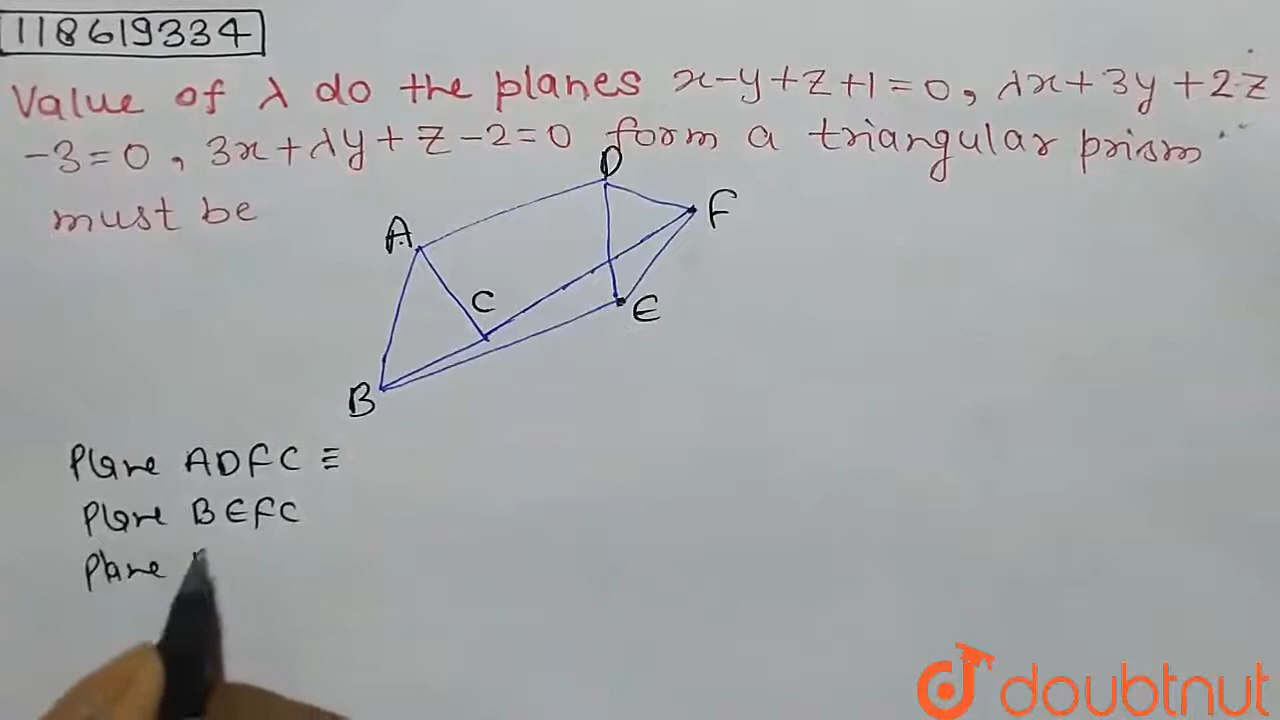 118619334
Value of λ do the planes x-y+z+1=0, λx+3y+2z
-3=0, 3x+λy+z-2=0 form a triangular prism
must be
D
F
A
C
E
B
Plane ADFC ≡
Plane BEFC
Plane
doubtnut